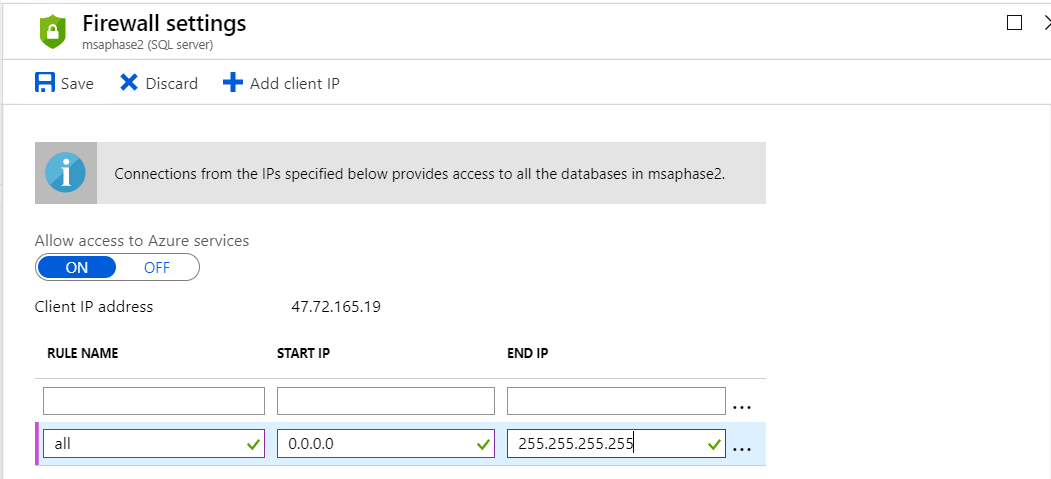 Firewall settings
msaphase2 (SQL server)
Save Discard Add client IP
Connections from the IPs specified below provides access to all the databases in msaphase2.
Allow access to Azure services
ON OFF
Client IP address 47.72.165.19
RULE NAME START IP END IP
...
all 0.0.0.0 255.255.255.255 ...